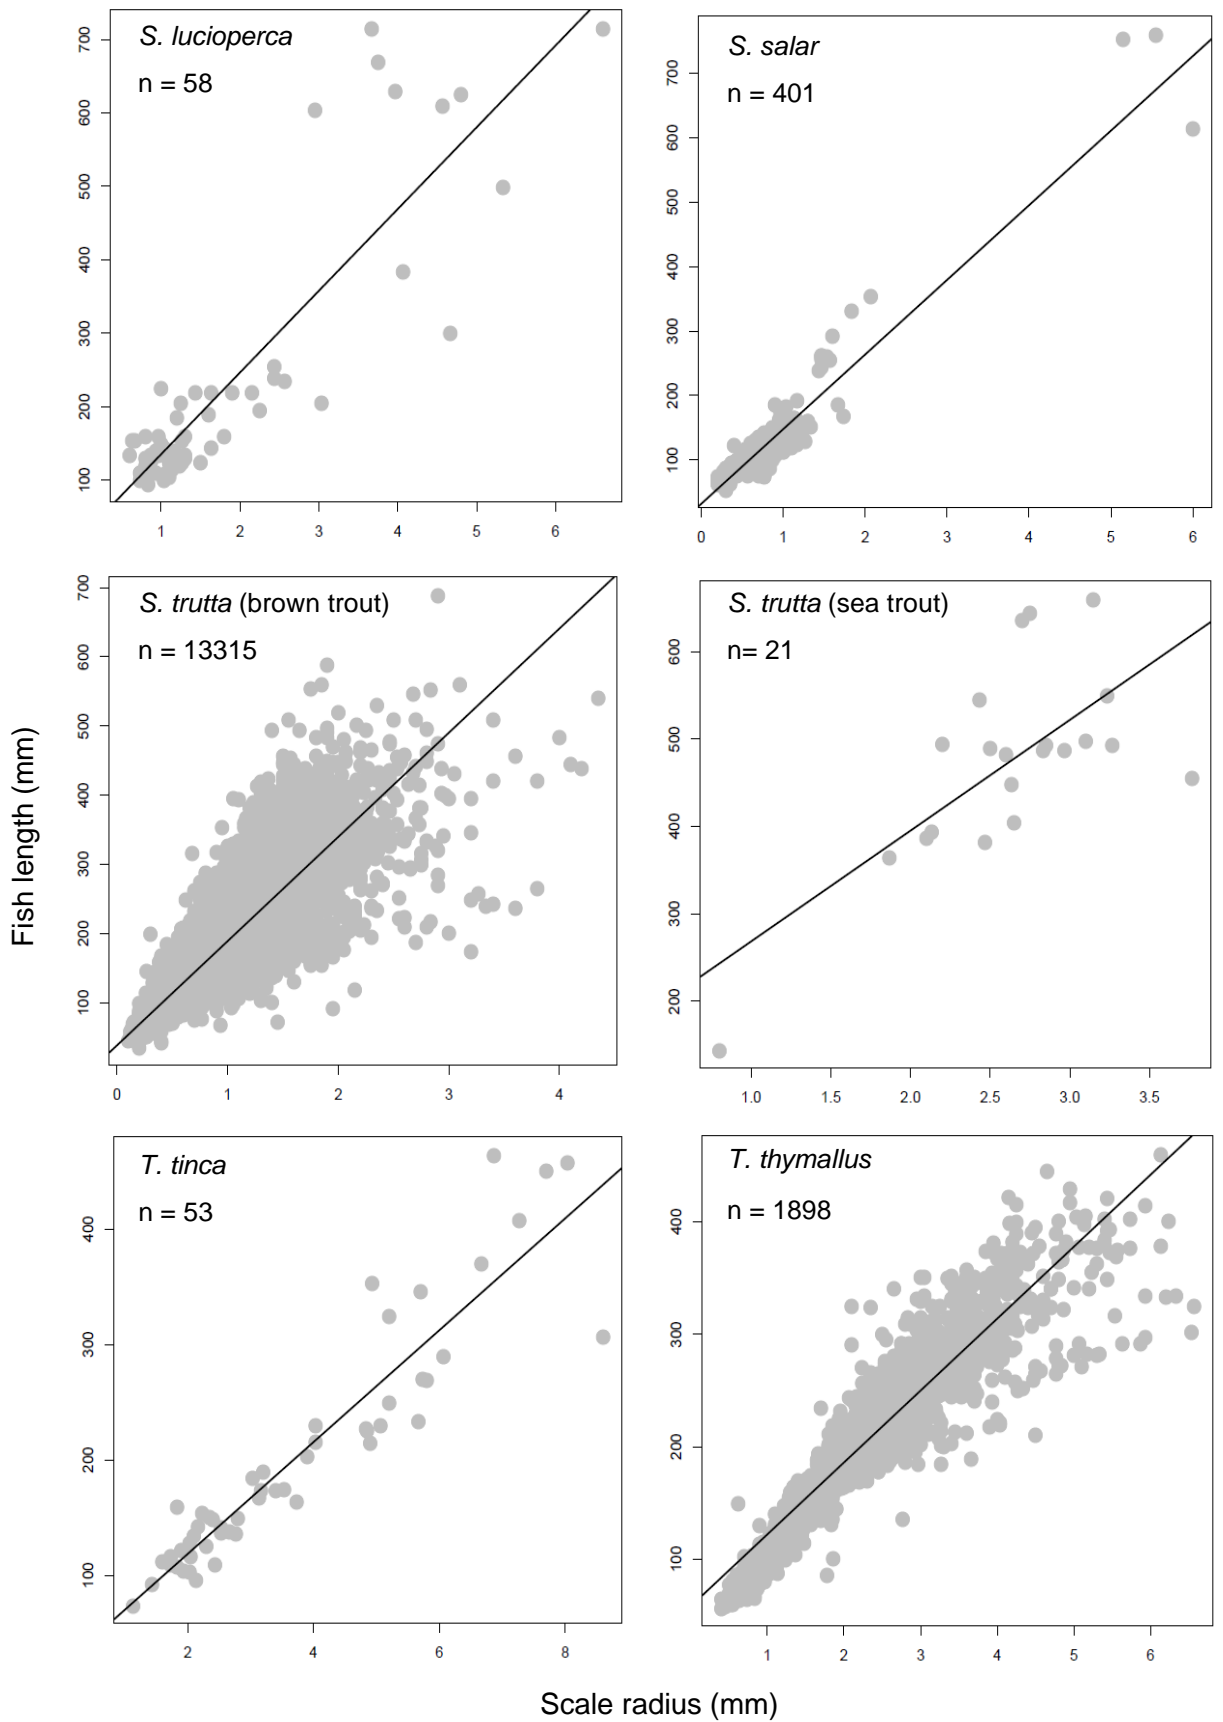 S. lucioperca
n = 58
700
600
500
400
300
200
100
1 2 3 4 5 6
S. salar
n = 401
700
600
500
400
300
200
100
0 1 2 3 4 5 6
S. trutta (brown trout)
n = 13315
700
600
500
400
300
200
100
0 1 2 3 4
S. trutta (sea trout)
n= 21
600
500
400
300
200
1.0 1.5 2.0 2.5 3.0 3.5
T. tinca
n = 53
400
300
200
100
2 4 6 8
T. thymallus
n = 1898
400
300
200
100
1 2 3 4 5 6
Fish length (mm)
Scale radius (mm)